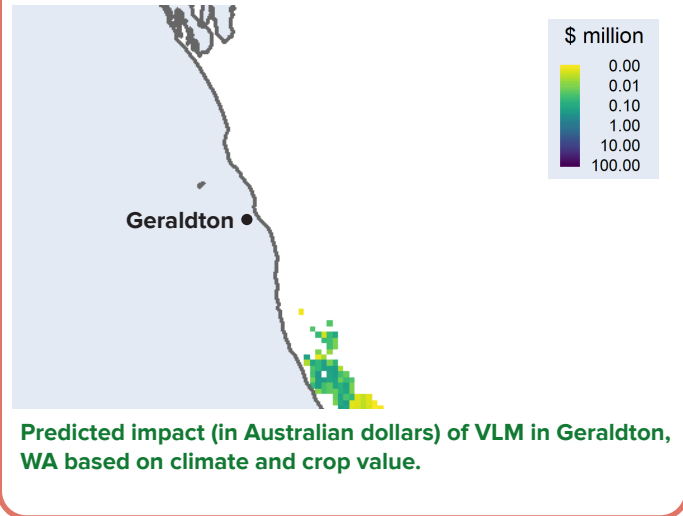 $ million
0.00
0.01
0.10
1.00
10.00
100.00
Geraldton
Predicted impact (in Australian dollars) of VLM in Geraldton,
WA based on climate and crop value.